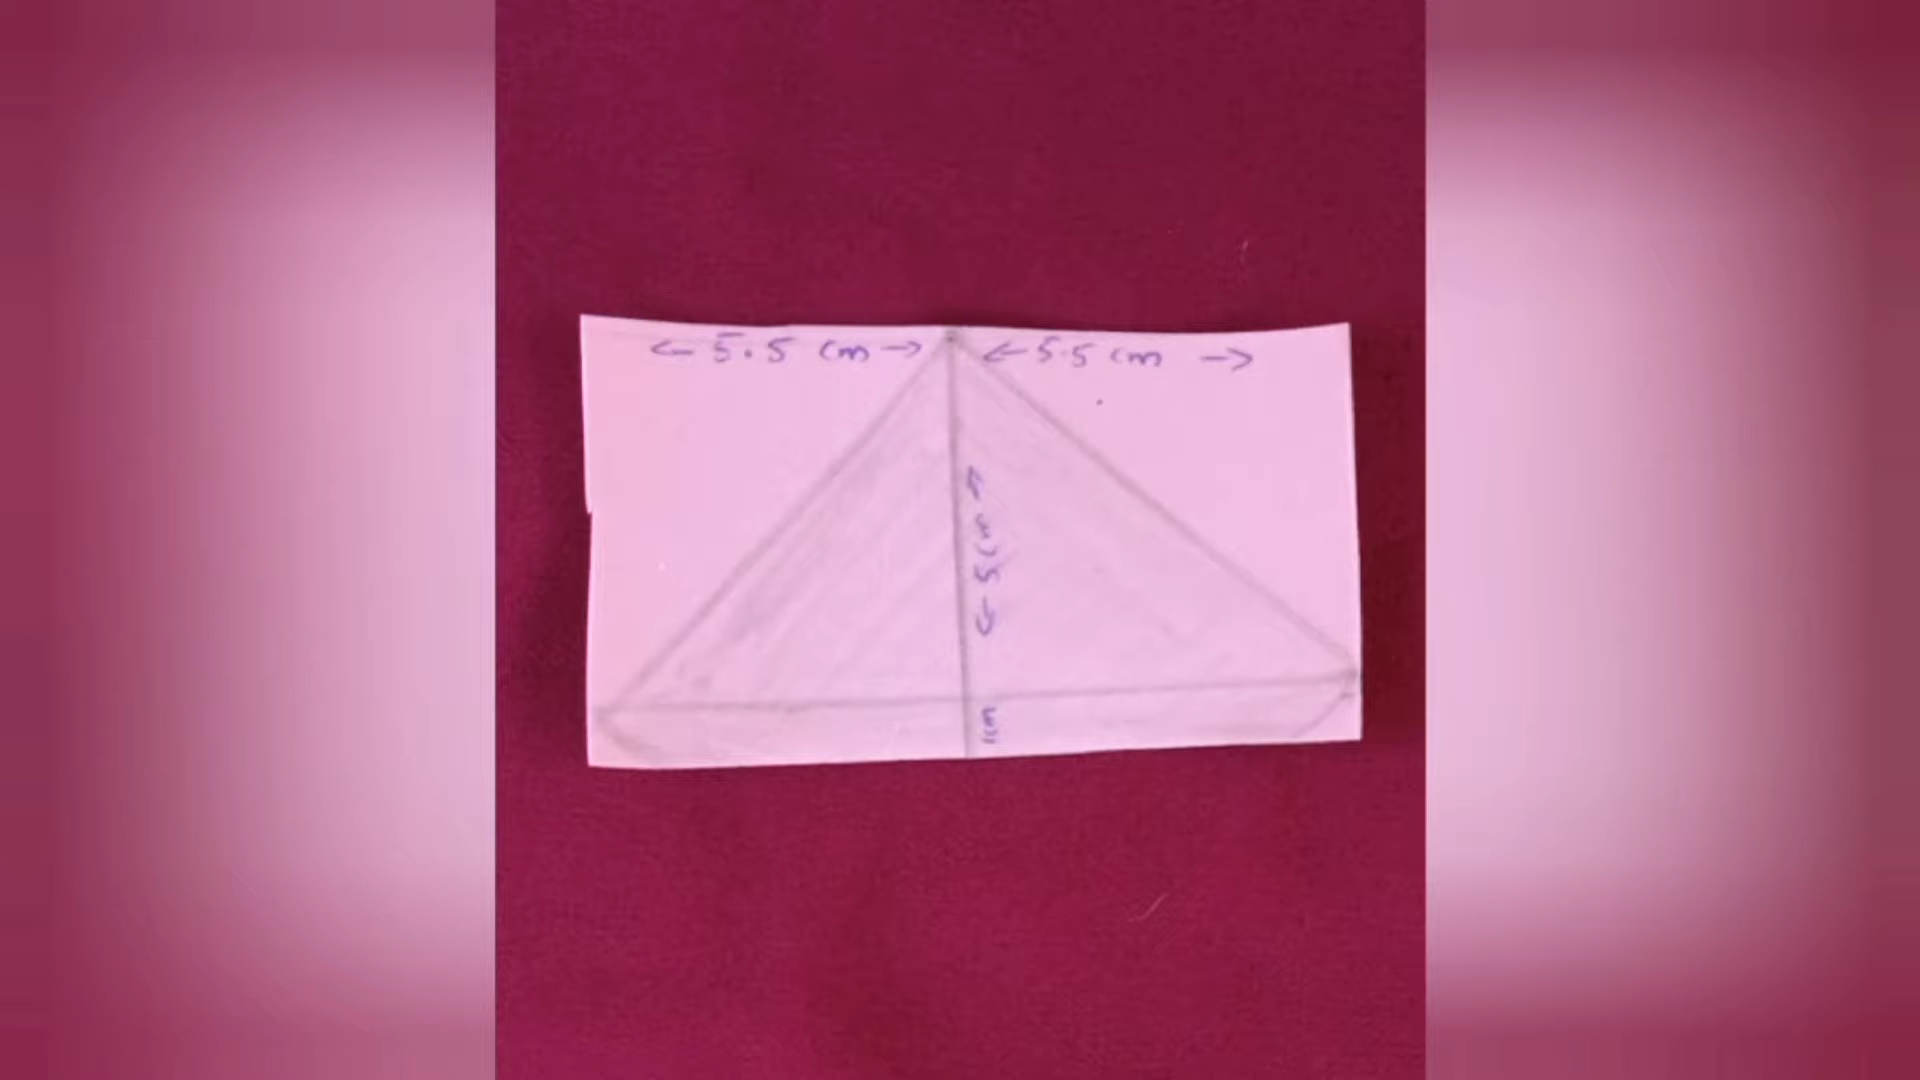 ← 5.5 cm → ← 5.5 cm →
← 5 cm →
1cm